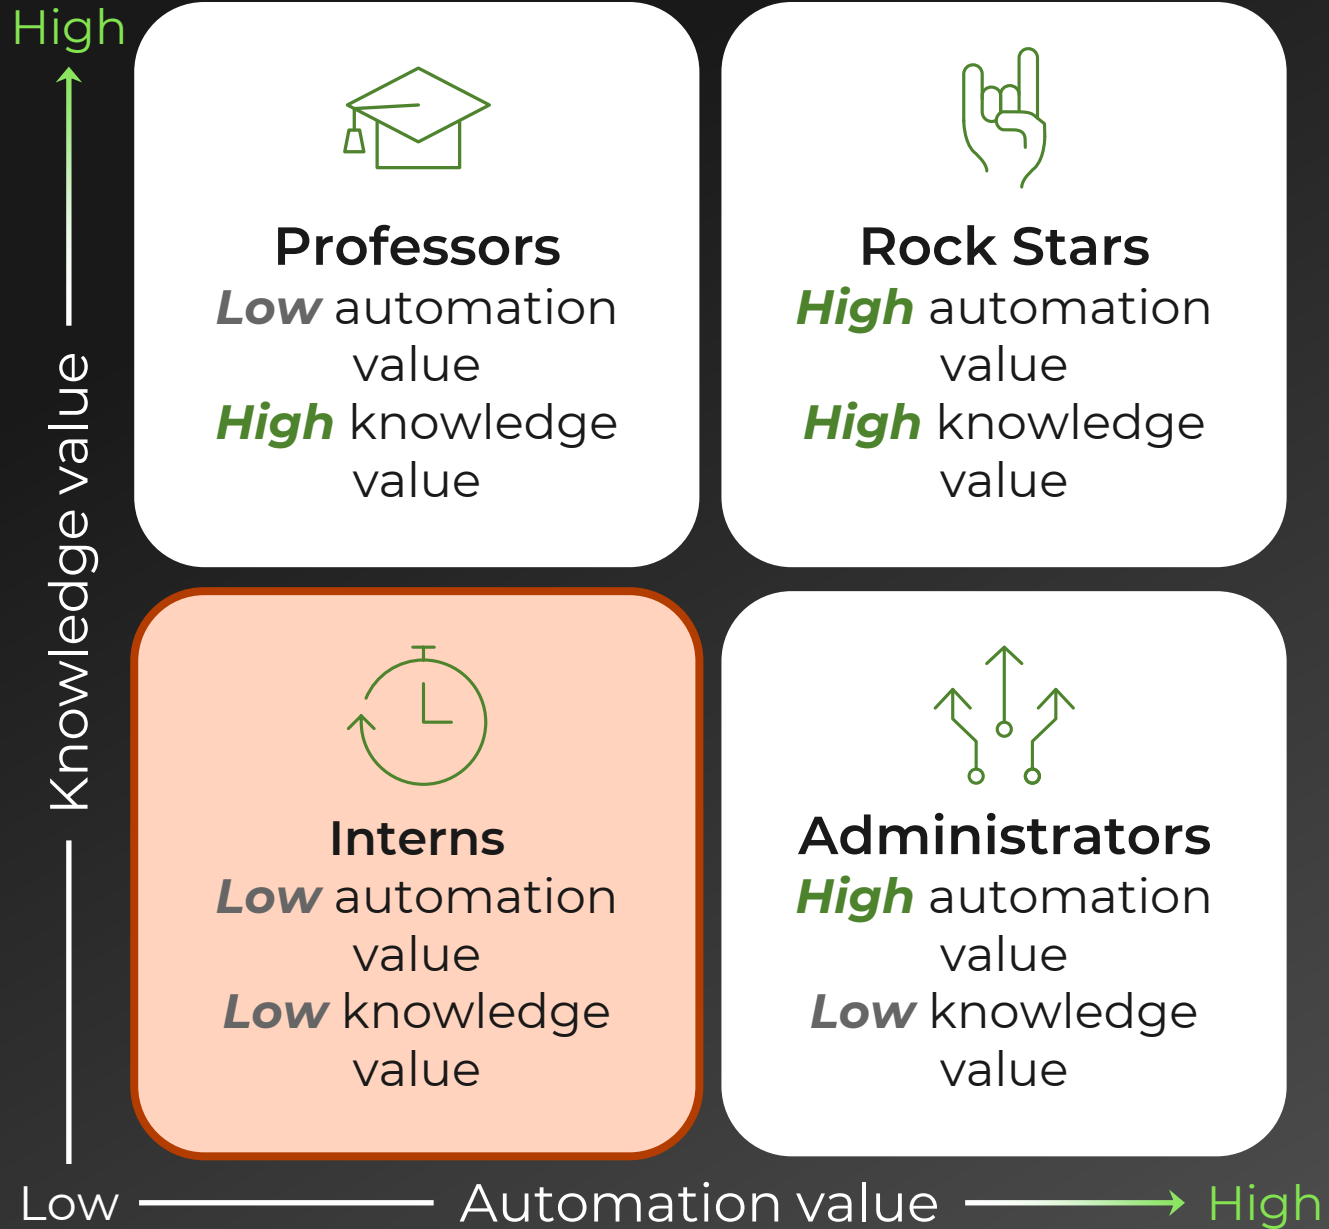 High
Professors
Low automation
value
High knowledge
value
Rock Stars
High automation
value
High knowledge
value
Knowledge value
Interns
Low automation
value
Low knowledge
value
Administrators
High automation
value
Low knowledge
value
Low
Automation value
High